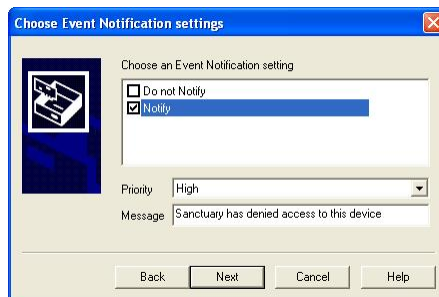 Choose Event Notification settings
Choose an Event Notification setting
Do not Notify
Notify
Priority High
Message Sanctuary has denied access to this device
Back Next Cancel Help